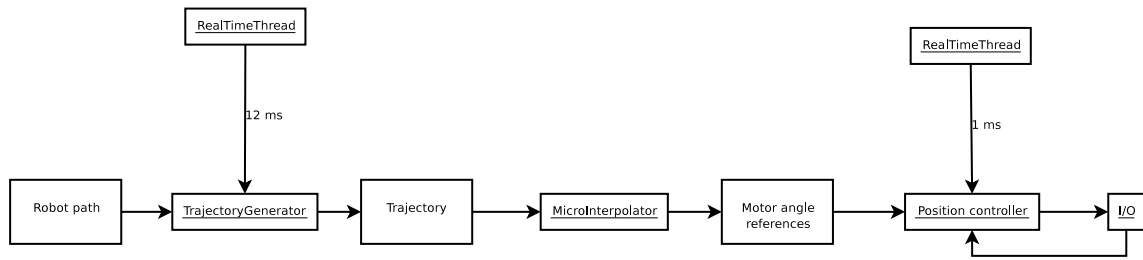 RealTimeThread
RealTimeThread
12 ms
1 ms
Robot path
TrajectoryGenerator
Trajectory
MicroInterpolator
Motor angle
references
Position controller
I/O